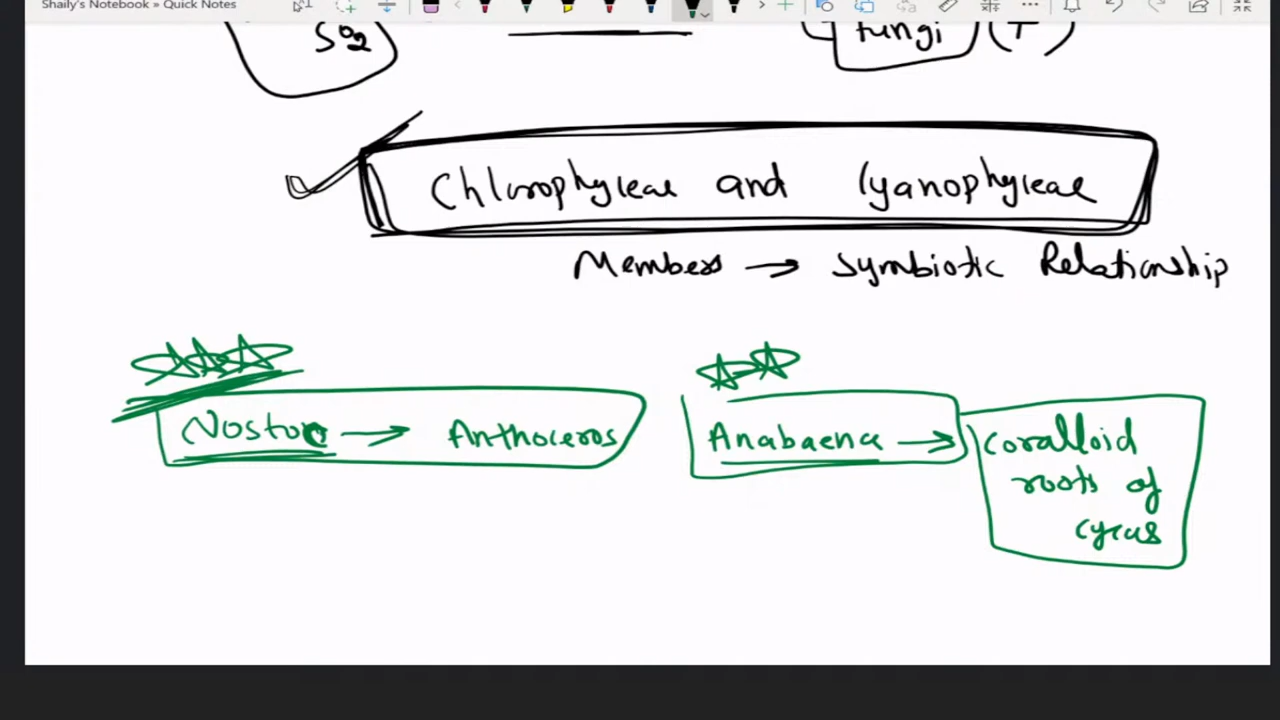 Shaily's Notebook » Quick Notes
SO2
fungi (T)
Chlorophyceae and Cyanophyceae
Members → Symbiotic Relationship
Nostoc → Anthoceros
Anabaena → coralloid
roots of
cycas